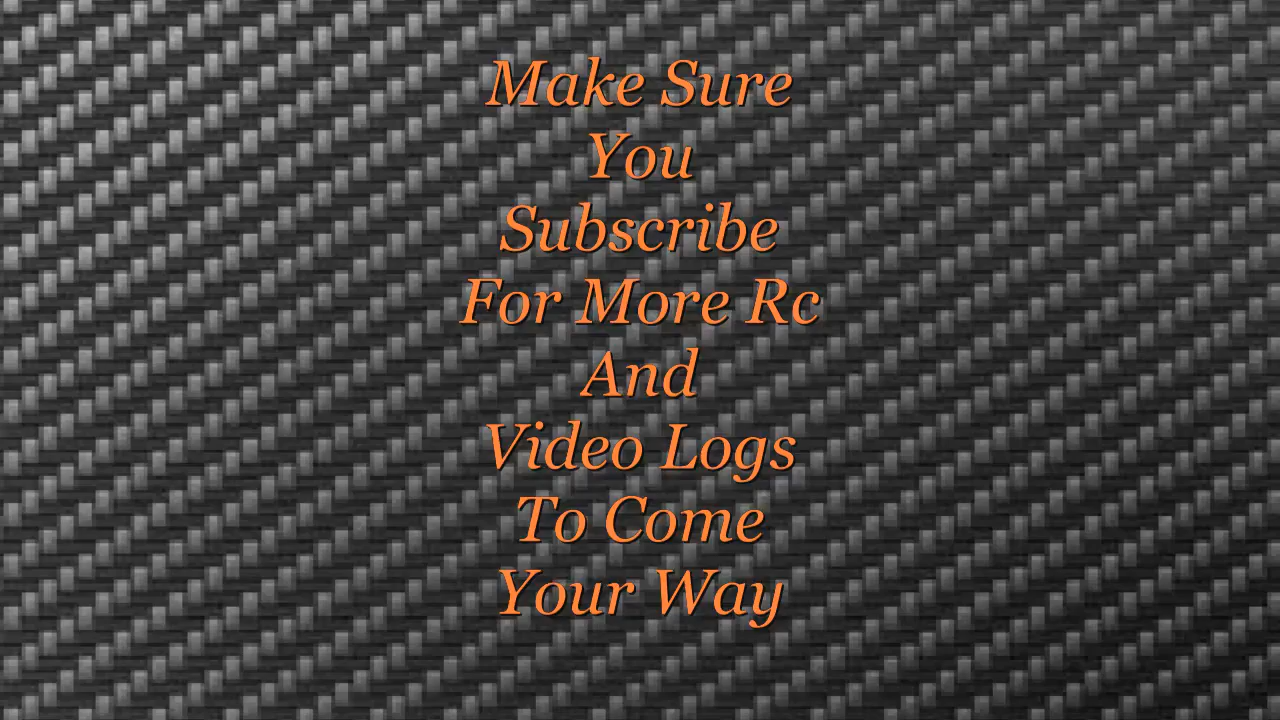 Make Sure
You
Subscribe
For More Rc
And
Video Logs
To Come
Your Way